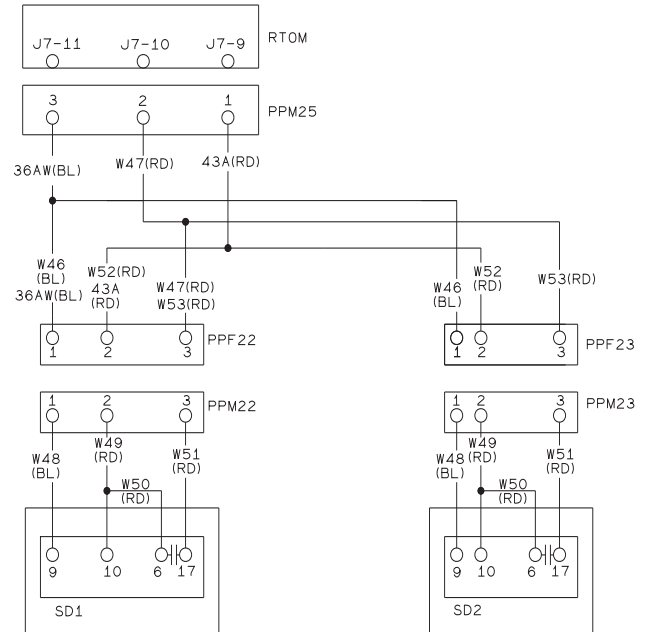 J7-11 J7-10 J7-9 RTOM
3 2 1 PPM25
36AW(BL) W47(RD) 43A(RD)
W46
(BL)
36AW(BL)
W52(RD)
43A
(RD)
W47(RD)
W53(RD)
W46
(BL)
W52
(RD)
W53(RD)
1 2 3 PPF22
1 2 3 PPF23
1 2 3 PPM22
1 2 3 PPM23
W48
(BL)
W49
(RD)
W50
(RD)
W51
(RD)
W48
(BL)
W49
(RD)
W50
(RD)
W51
(RD)
9 10 6 17
SD1
9 10 6 17
SD2